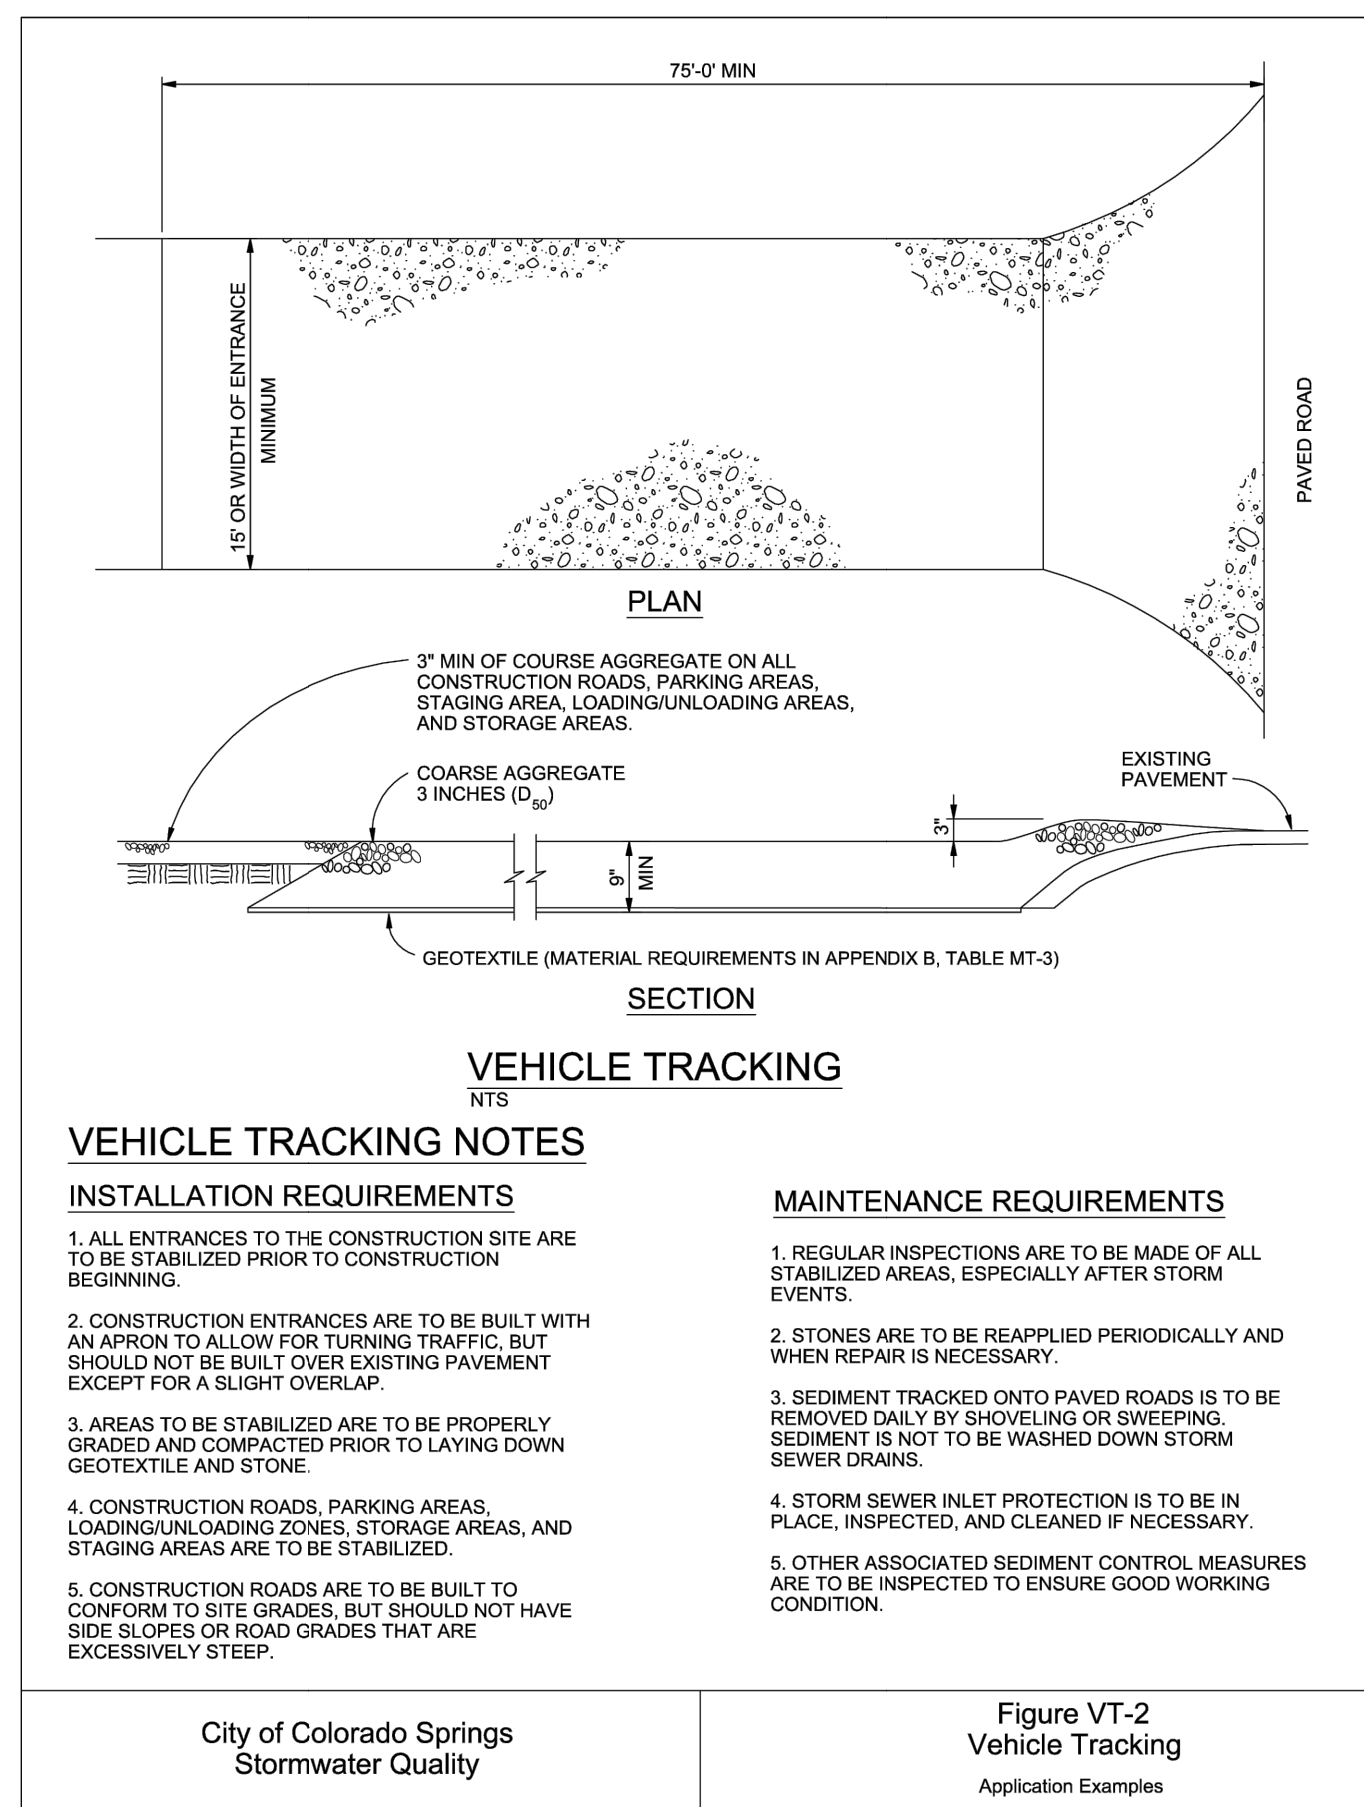 75'-0' MIN
15' OR WIDTH OF ENTRANCE
MINIMUM
PAVED ROAD
PLAN
3" MIN OF COURSE AGGREGATE ON ALL
CONSTRUCTION ROADS, PARKING AREAS,
STAGING AREA, LOADING/UNLOADING AREAS,
AND STORAGE AREAS.
COARSE AGGREGATE
3 INCHES (D50)
EXISTING
PAVEMENT
3"
9"
MIN
GEOTEXTILE (MATERIAL REQUIREMENTS IN APPENDIX B, TABLE MT-3)
SECTION
VEHICLE TRACKING
NTS
VEHICLE TRACKING NOTES
INSTALLATION REQUIREMENTS
1. ALL ENTRANCES TO THE CONSTRUCTION SITE ARE
TO BE STABILIZED PRIOR TO CONSTRUCTION
BEGINNING.
2. CONSTRUCTION ENTRANCES ARE TO BE BUILT WITH
AN APRON TO ALLOW FOR TURNING TRAFFIC, BUT
SHOULD NOT BE BUILT OVER EXISTING PAVEMENT
EXCEPT FOR A SLIGHT OVERLAP.
3. AREAS TO BE STABILIZED ARE TO BE PROPERLY
GRADED AND COMPACTED PRIOR TO LAYING DOWN
GEOTEXTILE AND STONE.
4. CONSTRUCTION ROADS, PARKING AREAS,
LOADING/UNLOADING ZONES, STORAGE AREAS, AND
STAGING AREAS ARE TO BE STABILIZED.
5. CONSTRUCTION ROADS ARE TO BE BUILT TO
CONFORM TO SITE GRADES, BUT SHOULD NOT HAVE
SIDE SLOPES OR ROAD GRADES THAT ARE
EXCESSIVELY STEEP.
MAINTENANCE REQUIREMENTS
1. REGULAR INSPECTIONS ARE TO BE MADE OF ALL
STABILIZED AREAS, ESPECIALLY AFTER STORM
EVENTS.
2. STONES ARE TO BE REAPPLIED PERIODICALLY AND
WHEN REPAIR IS NECESSARY.
3. SEDIMENT TRACKED ONTO PAVED ROADS IS TO BE
REMOVED DAILY BY SHOVELING OR SWEEPING.
SEDIMENT IS NOT TO BE WASHED DOWN STORM
SEWER DRAINS.
4. STORM SEWER INLET PROTECTION IS TO BE IN
PLACE, INSPECTED, AND CLEANED IF NECESSARY.
5. OTHER ASSOCIATED SEDIMENT CONTROL MEASURES
ARE TO BE INSPECTED TO ENSURE GOOD WORKING
CONDITION.
City of Colorado Springs
Stormwater Quality
Figure VT-2
Vehicle Tracking
Application Examples